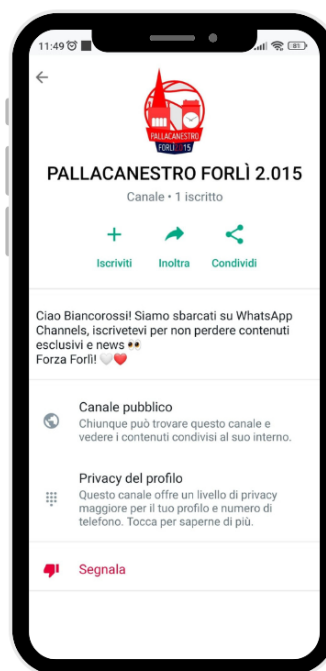 11:49
81
PALLACANESTRO
FORLÌ 2.015
PALLACANESTRO FORLÌ 2.015
Canale • 1 iscritto
Iscriviti Inoltra Condividi
Ciao Biancorossi! Siamo sbarcati su WhatsApp
Channels, iscrivetevi per non perdere contenuti
esclusivi e news 👀
Forza Forlì! 🤍❤️
Canale pubblico
Chiunque può trovare questo canale e
vedere i contenuti condivisi al suo interno.
Privacy del profilo
Questo canale offre un livello di privacy
maggiore per il tuo profilo e numero di
telefono. Tocca per saperne di più.
Segnala